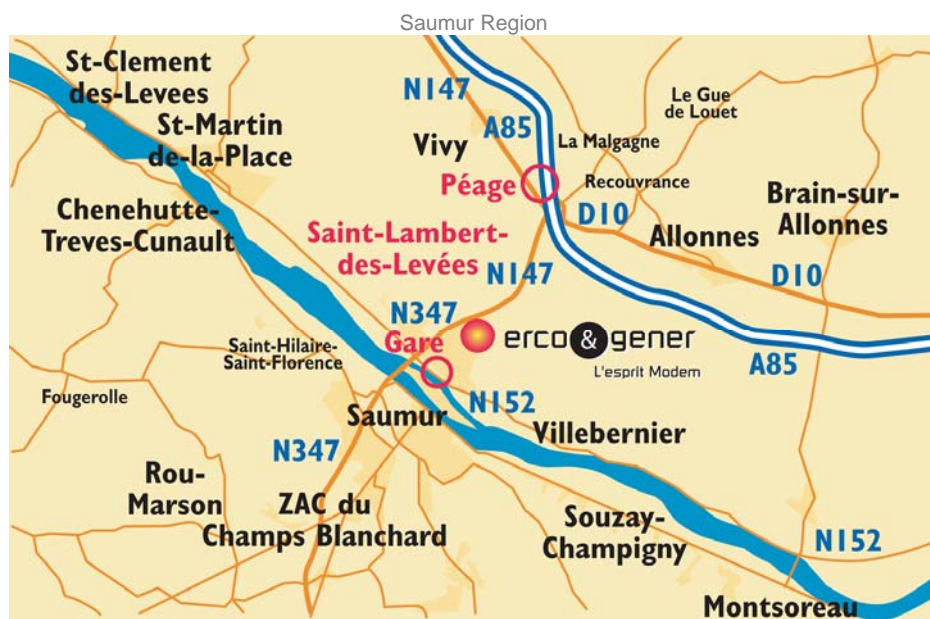 Saumur Region
St-Clement
des-Levees
St-Martin
de-la-Place
Chenehutte-
Treves-Cunault
N147
A85
Vivy
Péage
La Malgagne
Le Gue
de Louet
Recouvrance
D10
Brain-sur-
Allonnes
Allonnes
D10
Saint-Lambert-
des-Levées
N147
N347
Gare
erco & gener
L'esprit Modem
A85
Saint-Hilaire-
Saint-Florence
Fougerolle
Saumur
N152
Villebernier
N347
Rou-
Marson
ZAC du
Champs Blanchard
Souzay-
Champigny
N152
Montsoreau